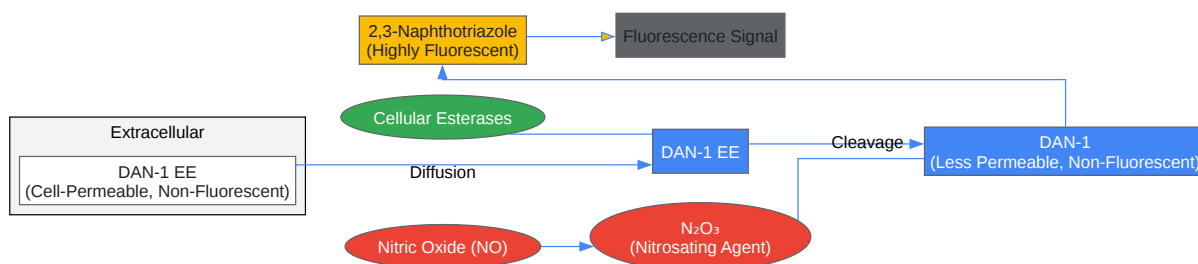 2,3-Naphthotriazole
(Highly Fluorescent)
Fluorescence Signal
Cellular Esterases
Extracellular
DAN-1 EE
(Cell-Permeable, Non-Fluorescent)
Diffusion
DAN-1 EE
Cleavage
DAN-1
(Less Permeable, Non-Fluorescent)
Nitric Oxide (NO)
N₂O₃
(Nitrosating Agent)